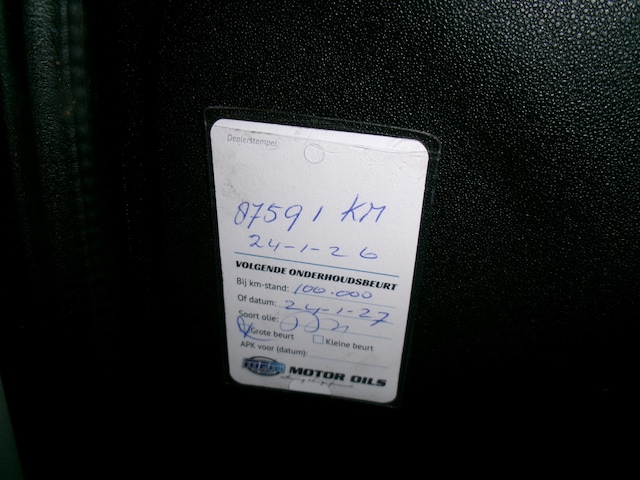 Dealerstempel:
87591 KM
24-1-26
VOLGENDE ONDERHOUDSBEURT
Bij km-stand: 100.000
Of datum: 24-1-27
Soort olie:
Grote beurt Kleine beurt
APK voor (datum):
MOTOR OILS